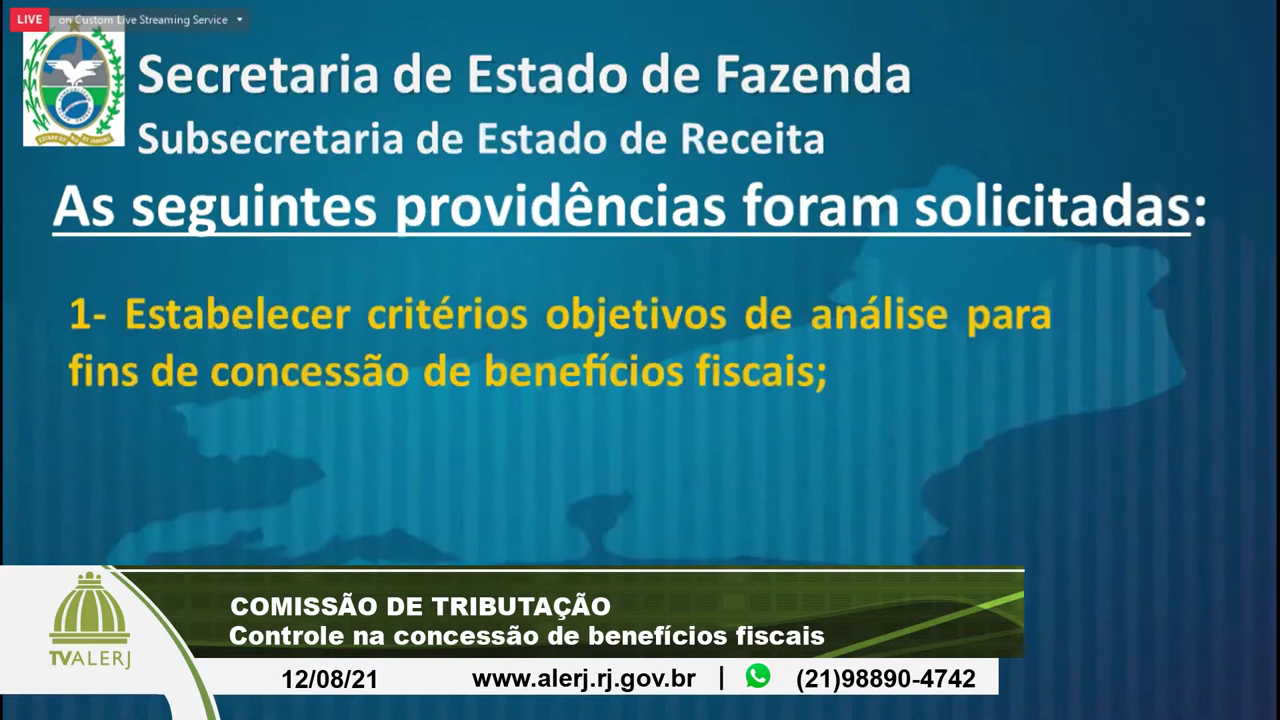 LIVE on Custom Live Streaming Service
Secretaria de Estado de Fazenda
Subsecretaria de Estado de Receita
As seguintes providências foram solicitadas:
1- Estabelecer critérios objetivos de análise para
fins de concessão de benefícios fiscais;
COMISSÃO DE TRIBUTAÇÃO
Controle na concessão de benefícios fiscais
TVALERJ
12/08/21 www.alerj.rj.gov.br | (21)98890-4742